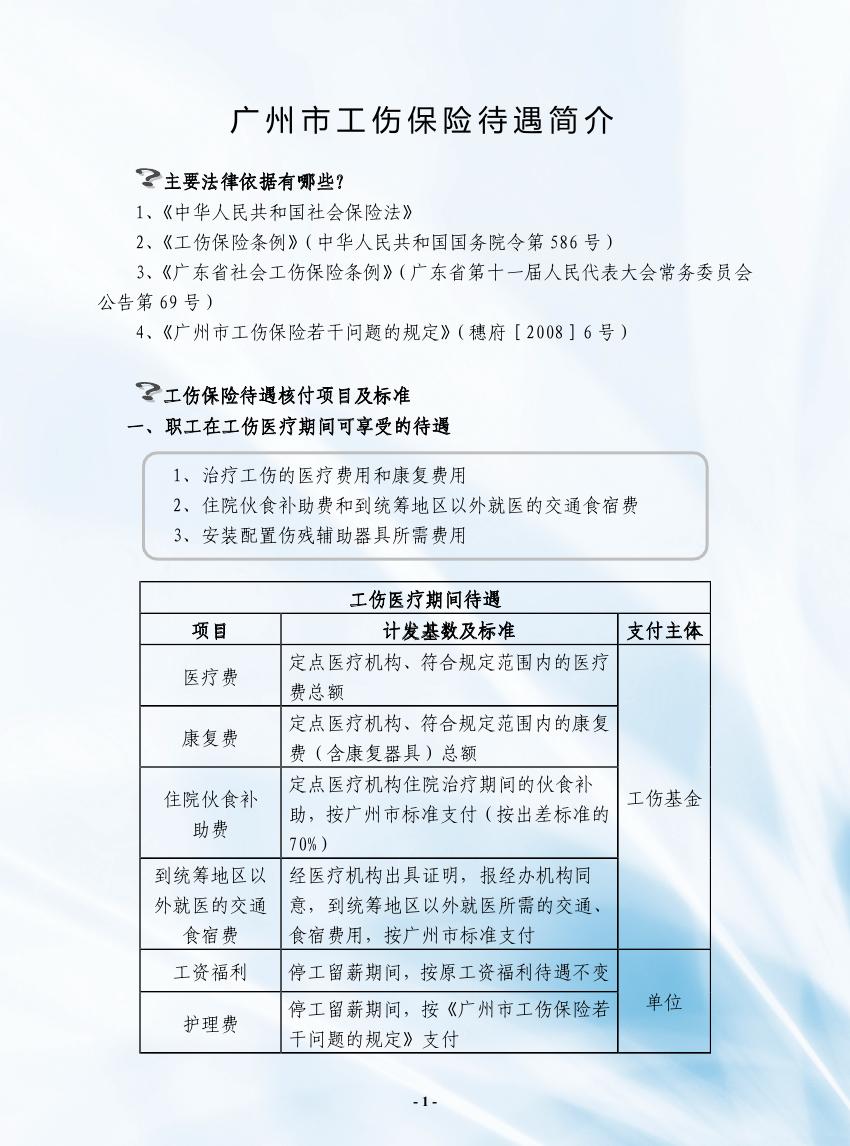 广州市工伤保险待遇简介
?主要法律依据有哪些?
1、《中华人民共和国社会保险法》
2、《工伤保险条例》（中华人民共和国国务院令第 586 号）
3、《广东省社会工伤保险条例》（广东省第十一届人民代表大会常务委员会
公告第 69 号）
4、《广州市工伤保险若干问题的规定》（穗府［2008］6 号）
?工伤保险待遇核付项目及标准
一、职工在工伤医疗期间可享受的待遇
1、治疗工伤的医疗费用和康复费用
2、住院伙食补助费和到统筹地区以外就医的交通食宿费
3、安装配置伤残辅助器具所需费用
工伤医疗期间待遇
项目 计发基数及标准 支付主体
医疗费
定点医疗机构、符合规定范围内的医疗
费总额
康复费
定点医疗机构、符合规定范围内的康复
费（含康复器具）总额
住院伙食补
助费
定点医疗机构住院治疗期间的伙食补
助，按广州市标准支付（按出差标准的
70%）
到统筹地区以
外就医的交通
食宿费
经医疗机构出具证明，报经办机构同
意，到统筹地区以外就医所需的交通、
食宿费用，按广州市标准支付
工伤基金
工资福利
停工留薪期间，按原工资福利待遇不变
护理费
停工留薪期间，按《广州市工伤保险若
干问题的规定》支付
单位
- 1 -